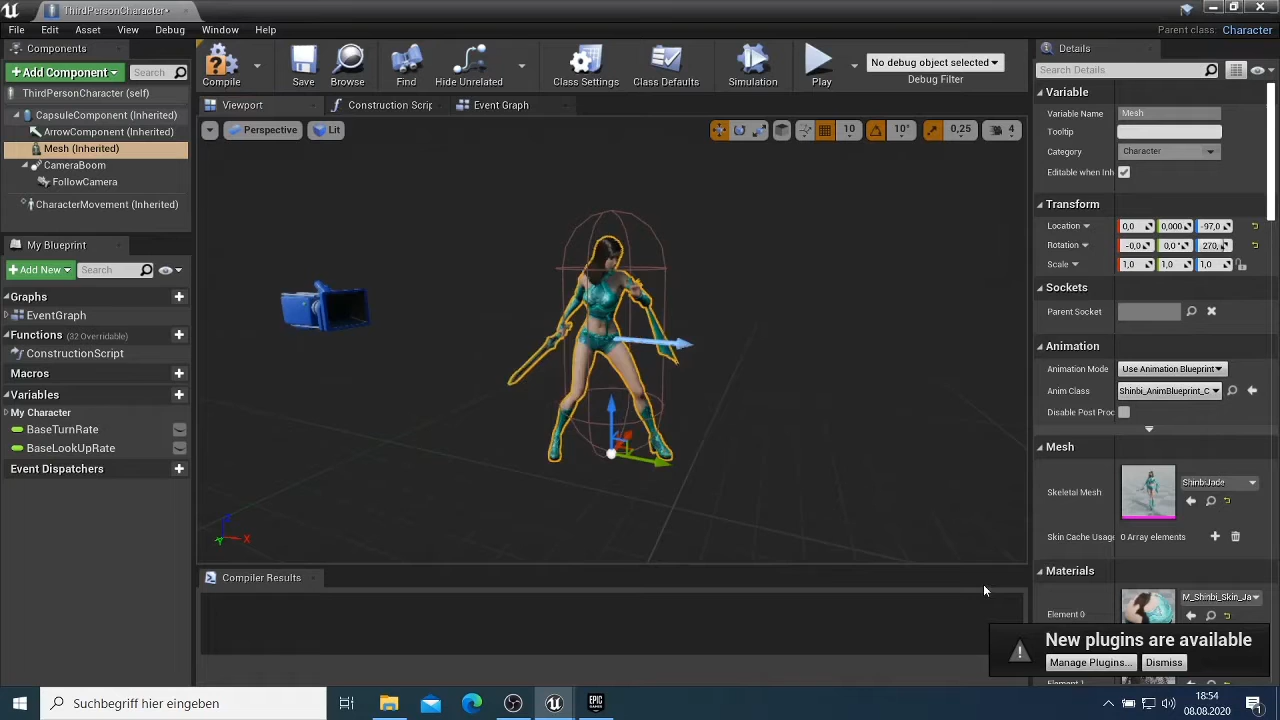 ThirdPersonCharacter*
File Edit Asset View Debug Window Help
Parent class: Character
Components
Add Component Search
ThirdPersonCharacter (self)
CapsuleComponent (Inherited)
ArrowComponent (Inherited)
Mesh (Inherited)
CameraBoom
FollowCamera
CharacterMovement (Inherited)
My Blueprint
Add New Search
Graphs
EventGraph
Functions (32 Overridable)
ConstructionScript
Macros
Variables
My Character
BaseTurnRate
BaseLookUpRate
Event Dispatchers
Compile Save Browse Find Hide Unrelated Class Settings Class Defaults Simulation Play
No debug object selected
Debug Filter
Viewport Construction Scrip Event Graph
Perspective Lit
10 10° 0,25 4
X
Compiler Results
Details
Search Details
Variable
Variable Name Mesh
Tooltip
Category Character
Editable when Inh
Transform
Location 0,0 0,000 -97,0
Rotation -0,0 0,0° 270,
Scale 1,0 1,0 1,0
Sockets
Parent Socket
Animation
Animation Mode Use Animation Blueprint
Anim Class Shinbi_AnimBlueprint_C
Disable Post Proc
Mesh
Skeletal Mesh ShinbiJade
Skin Cache Usage 0 Array elements
Materials
Element 0 M_Shinbi_Skin_Ja
New plugins are available
Manage Plugins... Dismiss
Suchbegriff hier eingeben
EPIC GAMES
18:54
08.08.2020
1